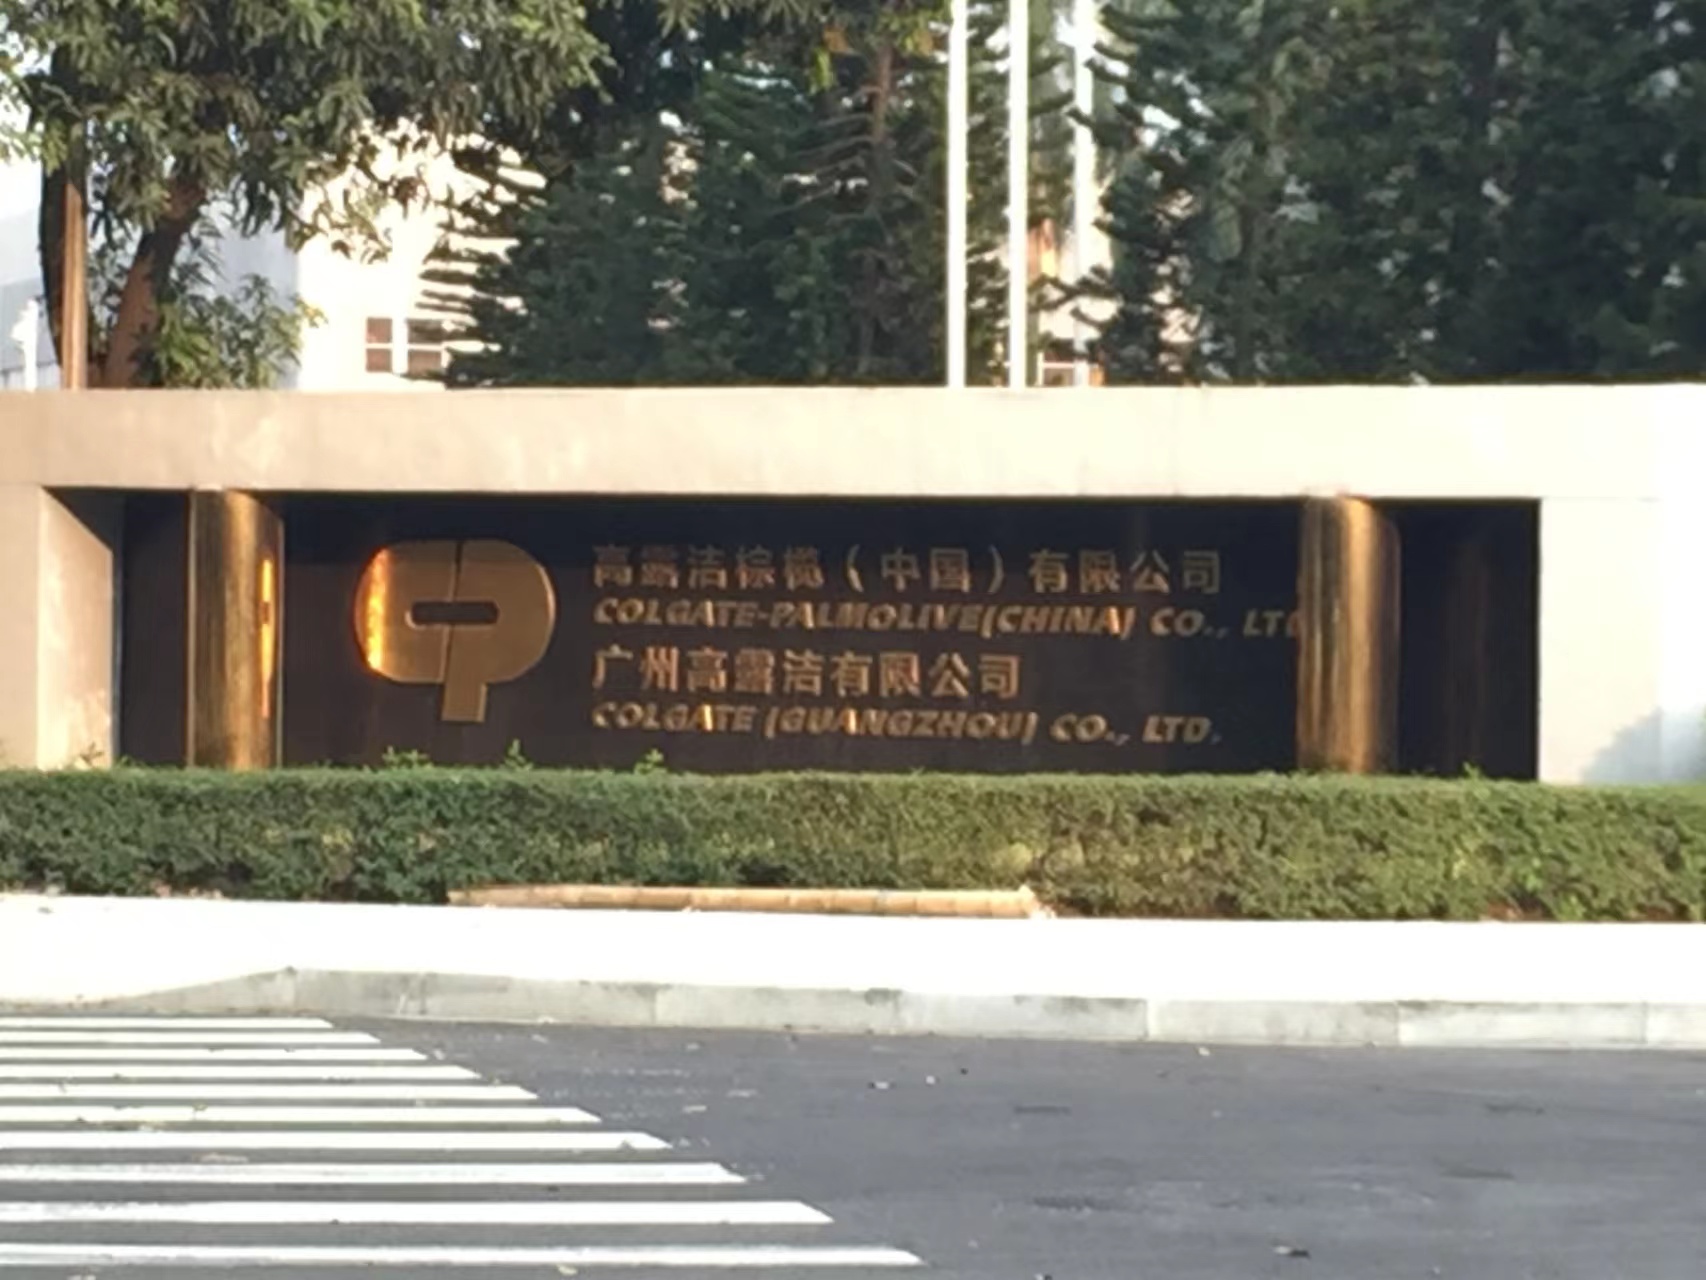 高露洁棕榄（中国）有限公司
COLGATE-PALMOLIVE(CHINA) CO., LTD
广州高露洁有限公司
COLGATE (GUANGZHOU) CO., LTD.